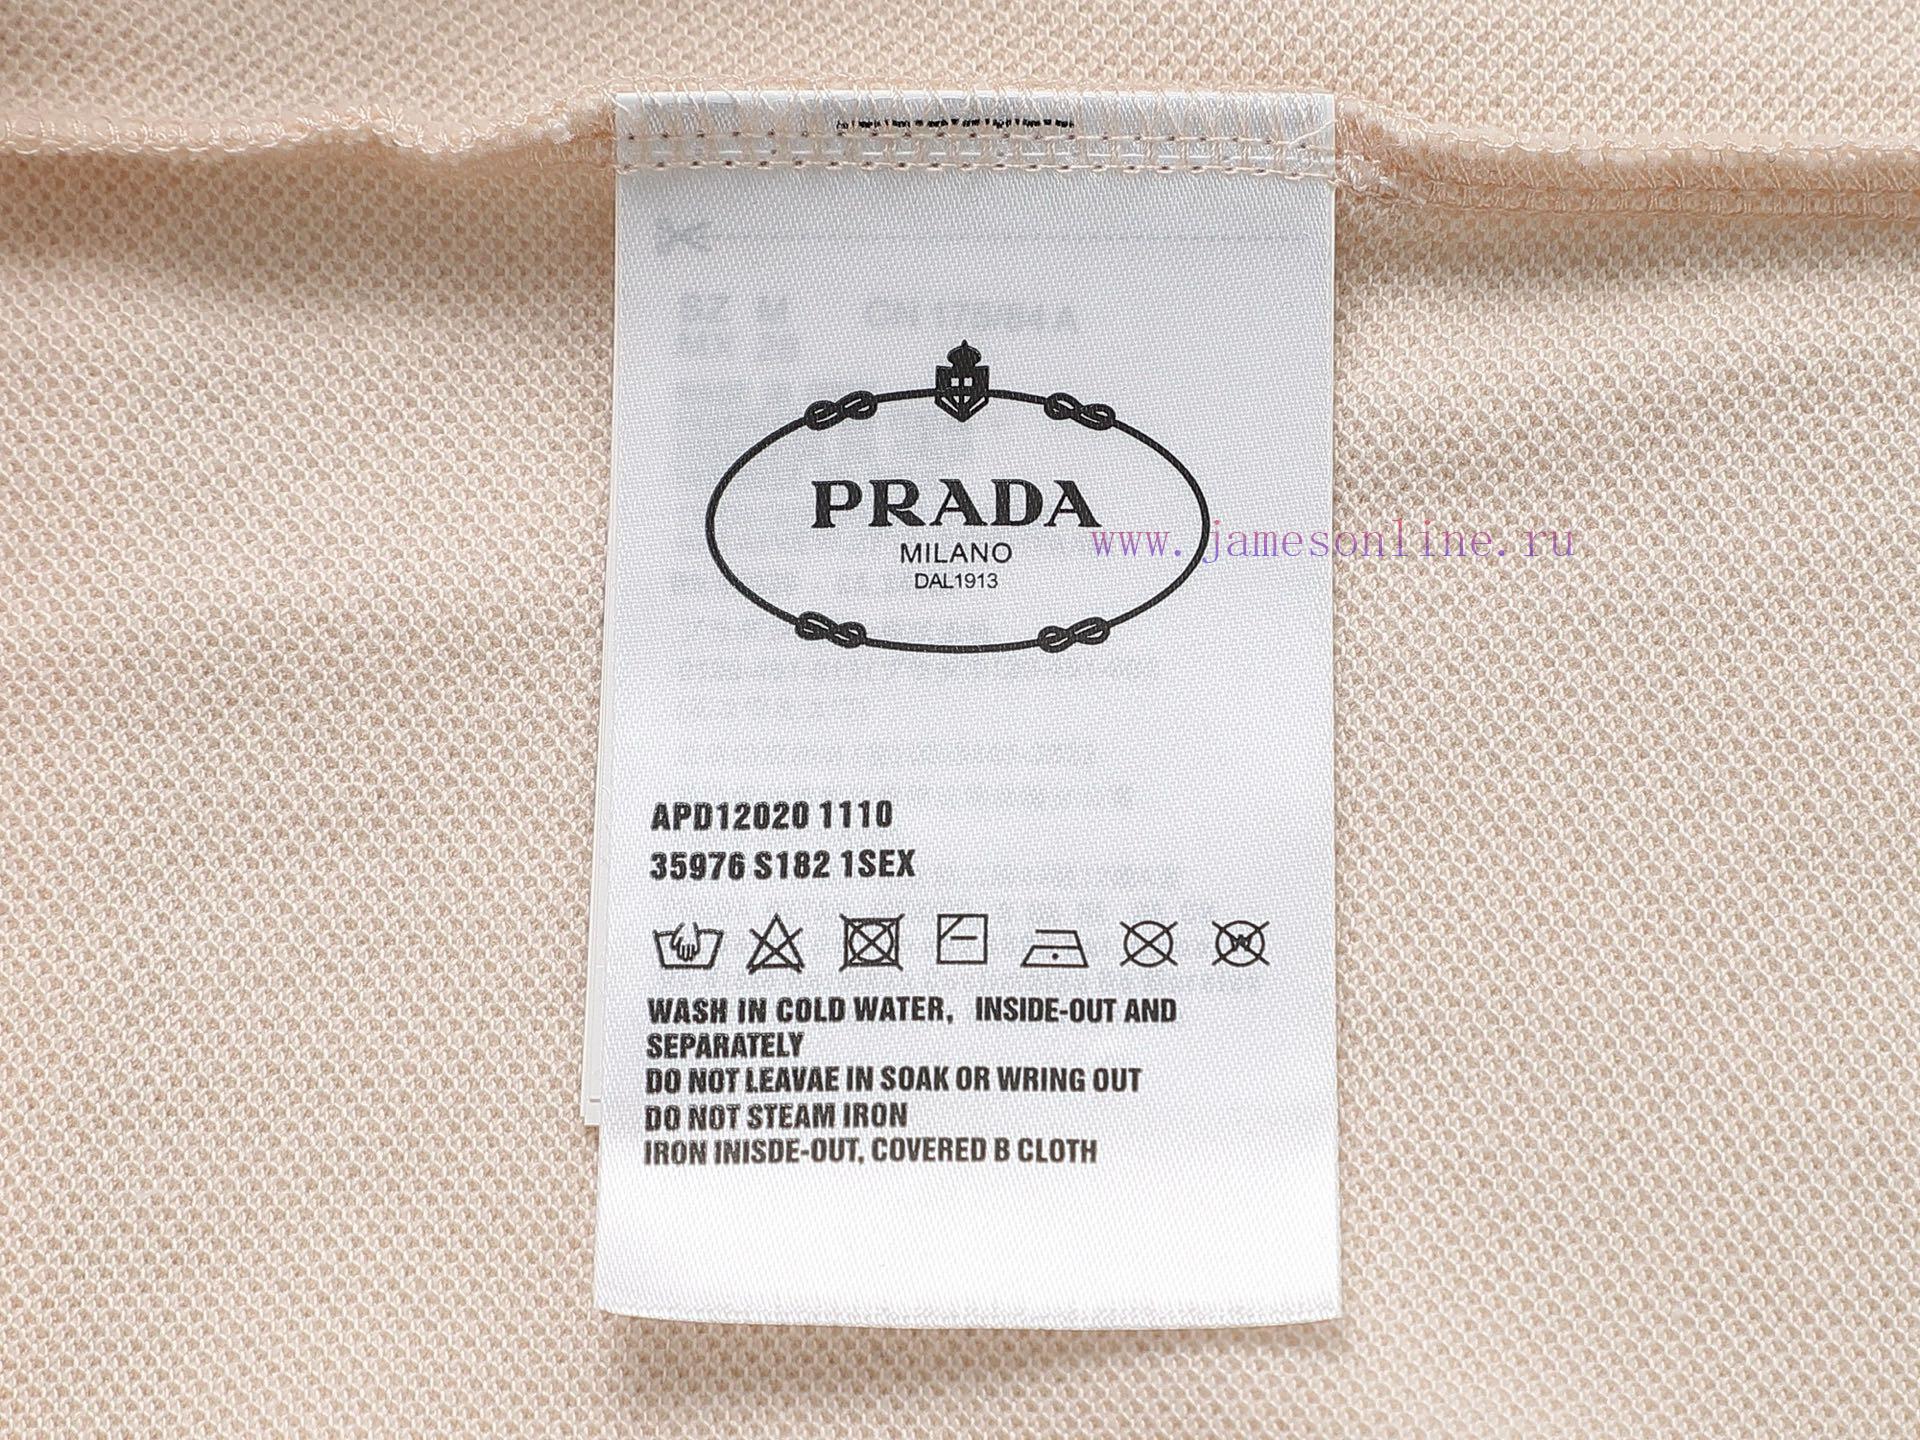 PRADA
MILANO
DAL1913
www.jamesonline.ru
APD12020 1110
35976 S182 1SEX
WASH IN COLD WATER, INSIDE-OUT AND
SEPARATELY
DO NOT LEAVAE IN SOAK OR WRING OUT
DO NOT STEAM IRON
IRON INISDE-OUT, COVERED B CLOTH